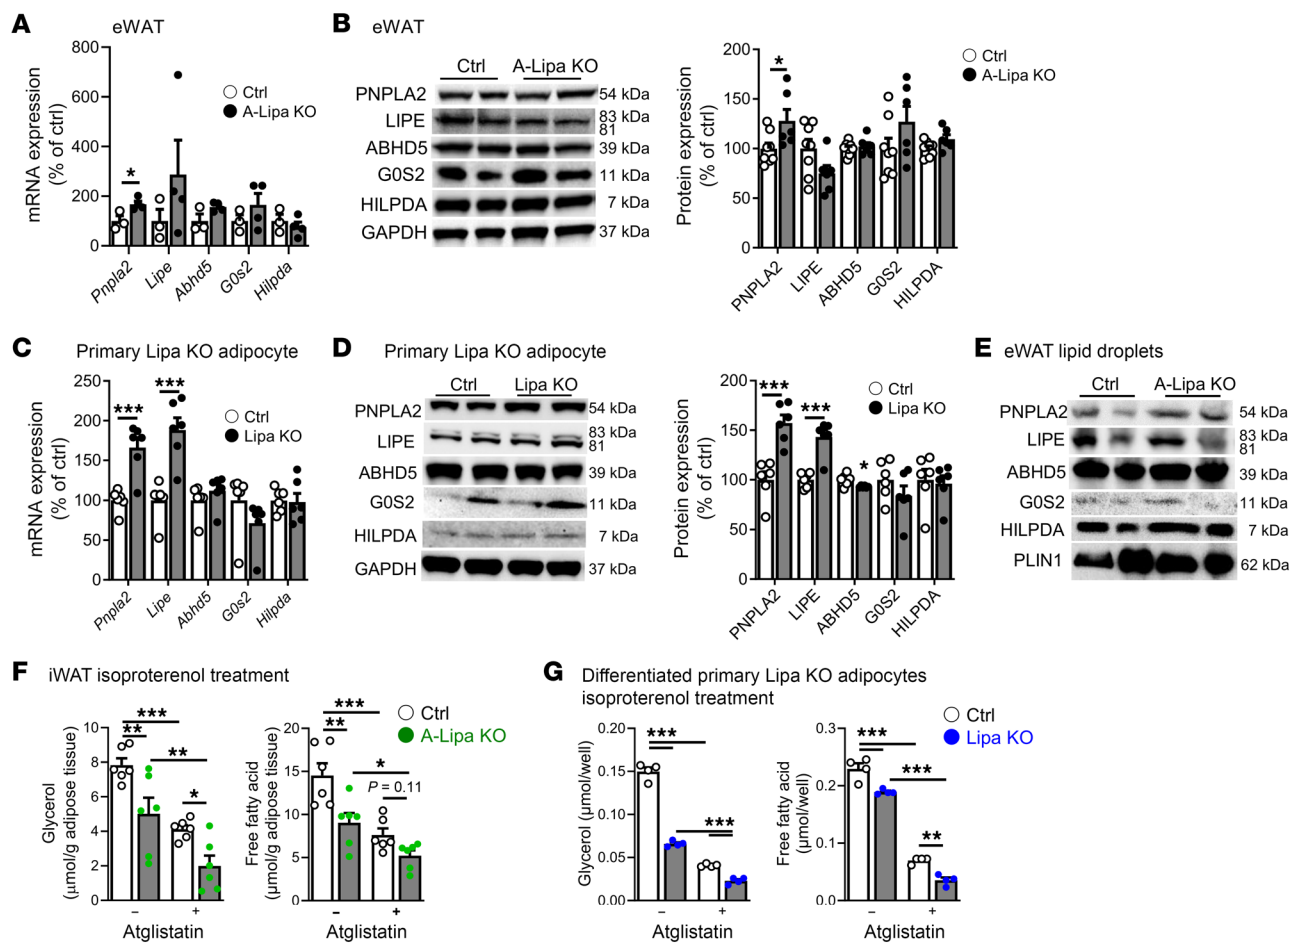 A
eWAT
mRNA expression
(% of ctrl)
800
600
400
200
0
*
Ctrl
A-Lipa KO
Pnpla2
Lipe
Abhd5
G0s2
Hilpda
B
eWAT
Ctrl
A-Lipa KO
PNPLA2
54 kDa
LIPE
83 kDa
81
ABHD5
39 kDa
G0S2
11 kDa
HILPDA
7 kDa
GAPDH
37 kDa
Protein expression
(% of ctrl)
200
150
100
50
0
*
Ctrl
A-Lipa KO
PNPLA2
LIPE
ABHD5
G0S2
HILPDA
C
Primary Lipa KO adipocyte
mRNA expression
(% of ctrl)
250
200
150
100
50
0
***
***
Ctrl
Lipa KO
Pnpla2
Lipe
Abhd5
G0s2
Hilpda
D
Primary Lipa KO adipocyte
Ctrl
Lipa KO
PNPLA2
54 kDa
LIPE
83 kDa
81
ABHD5
39 kDa
G0S2
11 kDa
HILPDA
7 kDa
GAPDH
37 kDa
Protein expression
(% of ctrl)
200
150
100
50
0
***
***
*
Ctrl
Lipa KO
PNPLA2
LIPE
ABHD5
G0S2
HILPDA
E
eWAT lipid droplets
Ctrl
A-Lipa KO
PNPLA2
54 kDa
LIPE
83 kDa
81
ABHD5
39 kDa
G0S2
11 kDa
HILPDA
7 kDa
PLIN1
62 kDa
F
iWAT isoproterenol treatment
Glycerol
(μmol/g adipose tissue)
10
8
6
4
2
0
***
**
**
*
–
+
Atglistatin
Free fatty acid
(μmol/g adipose tissue)
20
15
10
5
0
***
**
*
P = 0.11
–
+
Atglistatin
Ctrl
A-Lipa KO
G
Differentiated primary Lipa KO adipocytes
isoproterenol treatment
Glycerol (μmol/well)
0.20
0.15
0.10
0.05
0.00
***
***
–
+
Atglistatin
Free fatty acid
(μmol/well)
0.3
0.2
0.1
0.0
***
***
**
–
+
Atglistatin
Ctrl
Lipa KO